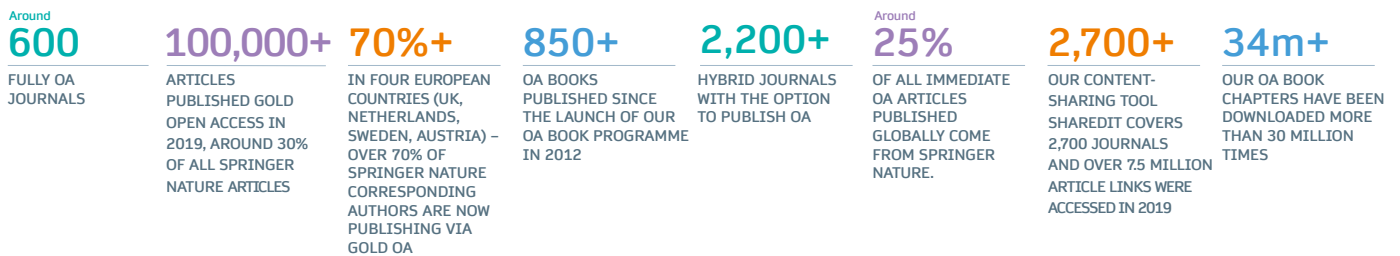 Around
600
FULLY OA
JOURNALS
100,000+
ARTICLES
PUBLISHED GOLD
OPEN ACCESS IN
2019, AROUND 30%
OF ALL SPRINGER
NATURE ARTICLES
70%+
IN FOUR EUROPEAN
COUNTRIES (UK,
NETHERLANDS,
SWEDEN, AUSTRIA) –
OVER 70% OF
SPRINGER NATURE
CORRESPONDING
AUTHORS ARE NOW
PUBLISHING VIA
GOLD OA
850+
OA BOOKS
PUBLISHED SINCE
THE LAUNCH OF OUR
OA BOOK PROGRAMME
IN 2012
2,200+
HYBRID JOURNALS
WITH THE OPTION
TO PUBLISH OA
Around
25%
OF ALL IMMEDIATE
OA ARTICLES
PUBLISHED
GLOBALLY COME
FROM SPRINGER
NATURE.
2,700+
OUR CONTENT-
SHARING TOOL
SHAREDIT COVERS
2,700 JOURNALS
AND OVER 7.5 MILLION
ARTICLE LINKS WERE
ACCESSED IN 2019
34m+
OUR OA BOOK
CHAPTERS HAVE BEEN
DOWNLOADED MORE
THAN 30 MILLION
TIMES